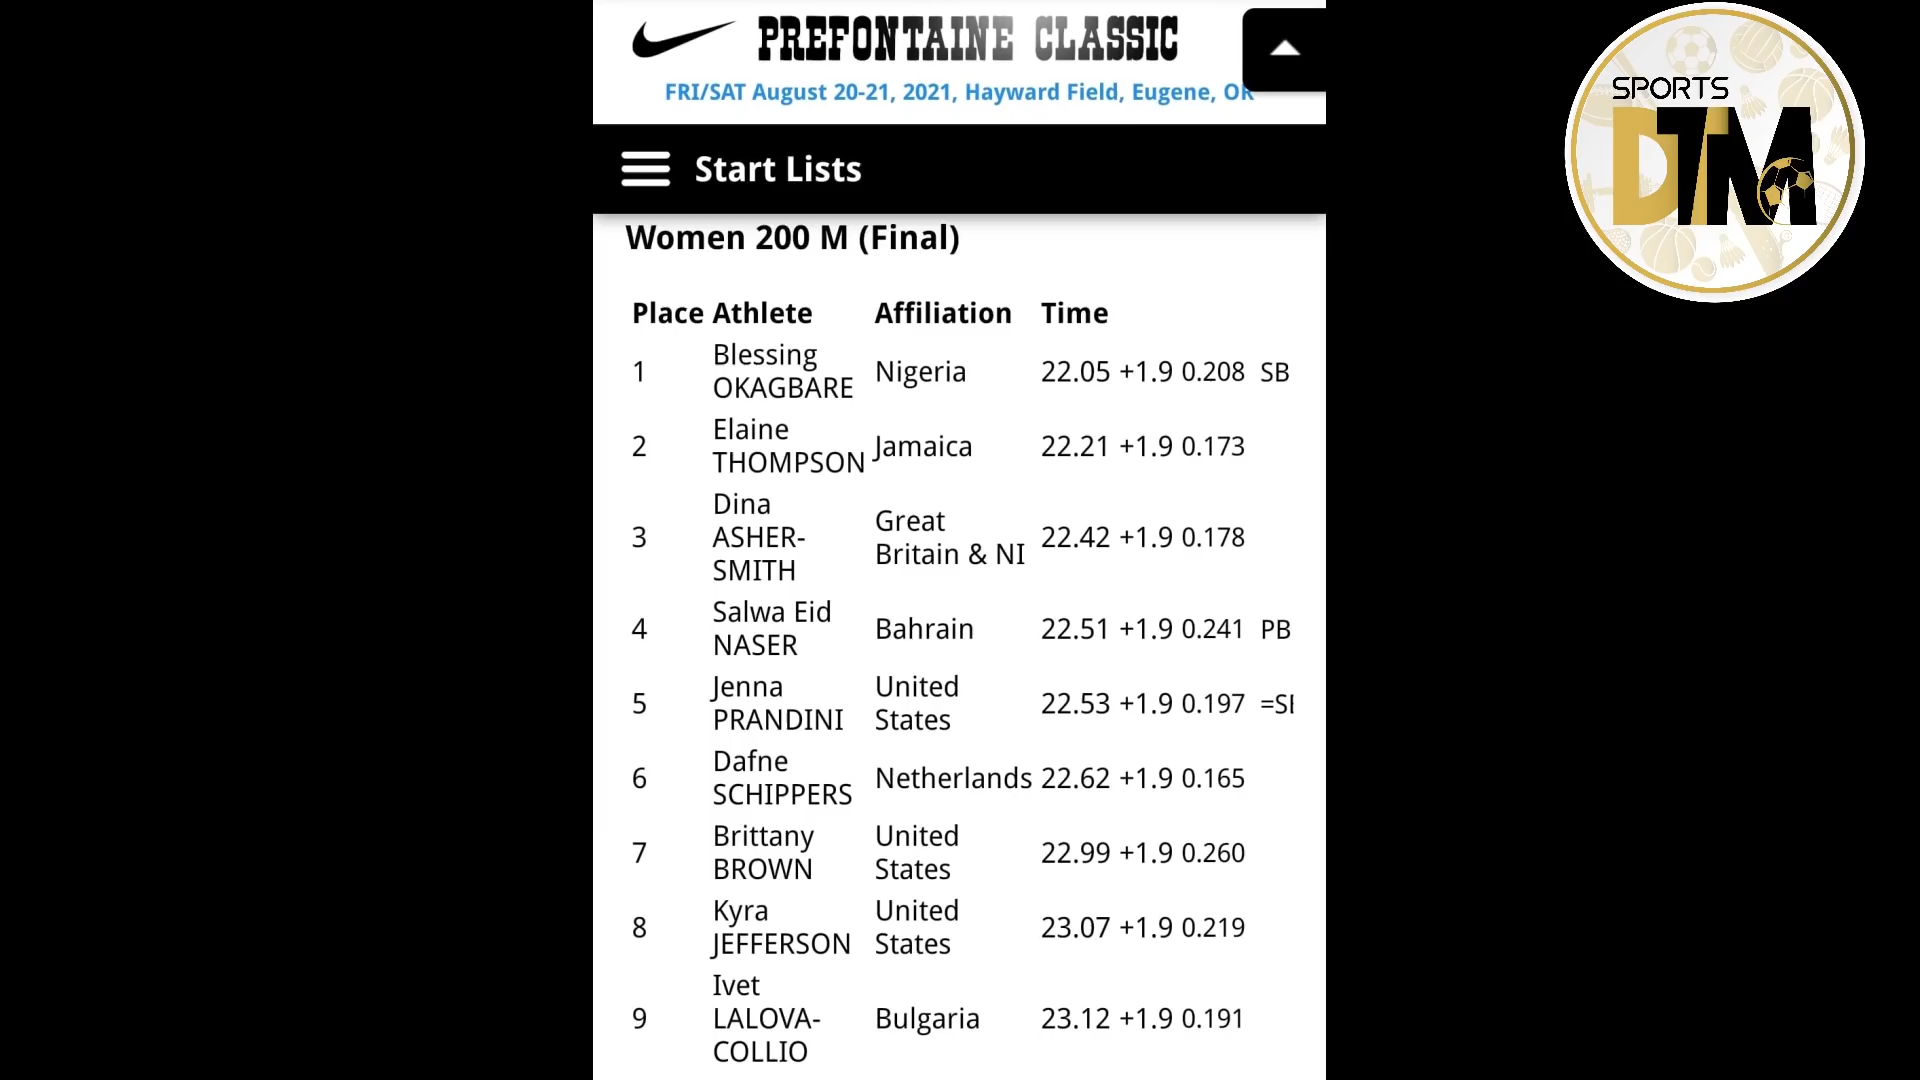 PREFONTAINE CLASSIC
FRI/SAT August 20-21, 2021, Hayward Field, Eugene, OR
SPORTS
DTM
Start Lists
Women 200 M (Final)
Place Athlete Affiliation Time
1 Blessing OKAGBARE Nigeria 22.05 +1.9 0.208 SB
2 Elaine THOMPSON Jamaica 22.21 +1.9 0.173
3 Dina ASHER-SMITH Great Britain & NI 22.42 +1.9 0.178
4 Salwa Eid NASER Bahrain 22.51 +1.9 0.241 PB
5 Jenna PRANDINI United States 22.53 +1.9 0.197 =S
6 Dafne SCHIPPERS Netherlands 22.62 +1.9 0.165
7 Brittany BROWN United States 22.99 +1.9 0.260
8 Kyra JEFFERSON United States 23.07 +1.9 0.219
9 Ivet LALOVA-COLLIO Bulgaria 23.12 +1.9 0.191